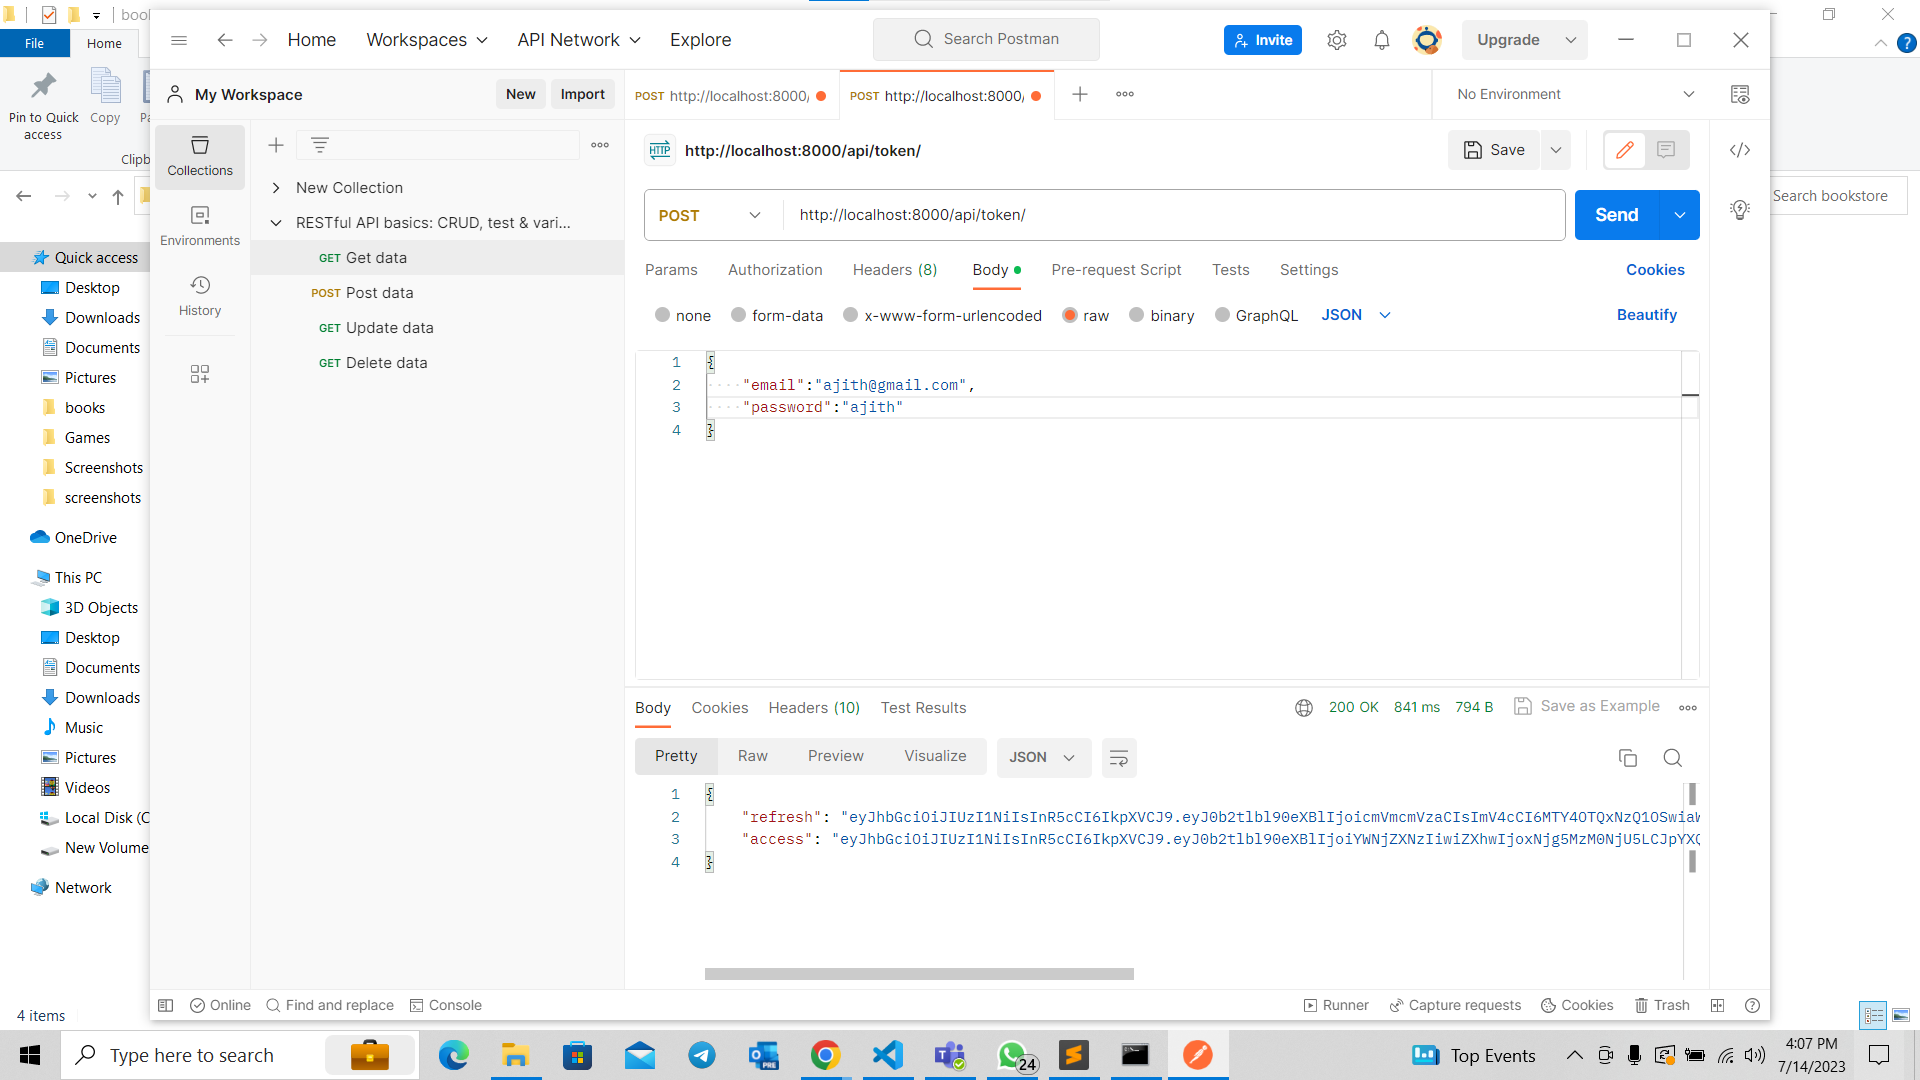 boo
File
Home
Pin to Quick
access
Copy
Pa
Clipb
Search bookstore
Quick access
Desktop
Downloads
Documents
Pictures
books
Games
Screenshots
screenshots
OneDrive
This PC
3D Objects
Desktop
Documents
Downloads
Music
Pictures
Videos
Local Disk (C
New Volume
Network
4 items
Home
Workspaces
API Network
Explore
Search Postman
Invite
Upgrade
My Workspace
New
Import
POST http://localhost:8000/
POST http://localhost:8000/
No Environment
Collections
Environments
History
New Collection
RESTful API basics: CRUD, test & vari...
GET Get data
POST Post data
GET Update data
GET Delete data
HTTP http://localhost:8000/api/token/
Save
POST
http://localhost:8000/api/token/
Send
Params
Authorization
Headers (8)
Body
Pre-request Script
Tests
Settings
Cookies
none
form-data
x-www-form-urlencoded
raw
binary
GraphQL
JSON
Beautify
1 {
2 "email":"ajith@gmail.com",
3 "password":"ajith"
4 }
Body
Cookies
Headers (10)
Test Results
200 OK
841 ms
794 B
Save as Example
Pretty
Raw
Preview
Visualize
JSON
1 {
2 "refresh": "eyJhbGciOiJIUzI1NiIsInR5cCI6IkpXVCJ9.eyJ0b2tlbl90eXBlIjoicmVmcmVzaCIsImV4cCI6MTY4OTQxNzQ1OSwiaW
3 "access": "eyJhbGciOiJIUzI1NiIsInR5cCI6IkpXVCJ9.eyJ0b2tlbl90eXBlIjoiYWNjZXNzIiwiZXhwIjoxNjg5MzM0NjU5LCJpYXQ
4 }
Online
Find and replace
Console
Runner
Capture requests
Cookies
Trash
Type here to search
PRE
24
Top Events
4:07 PM
7/14/2023